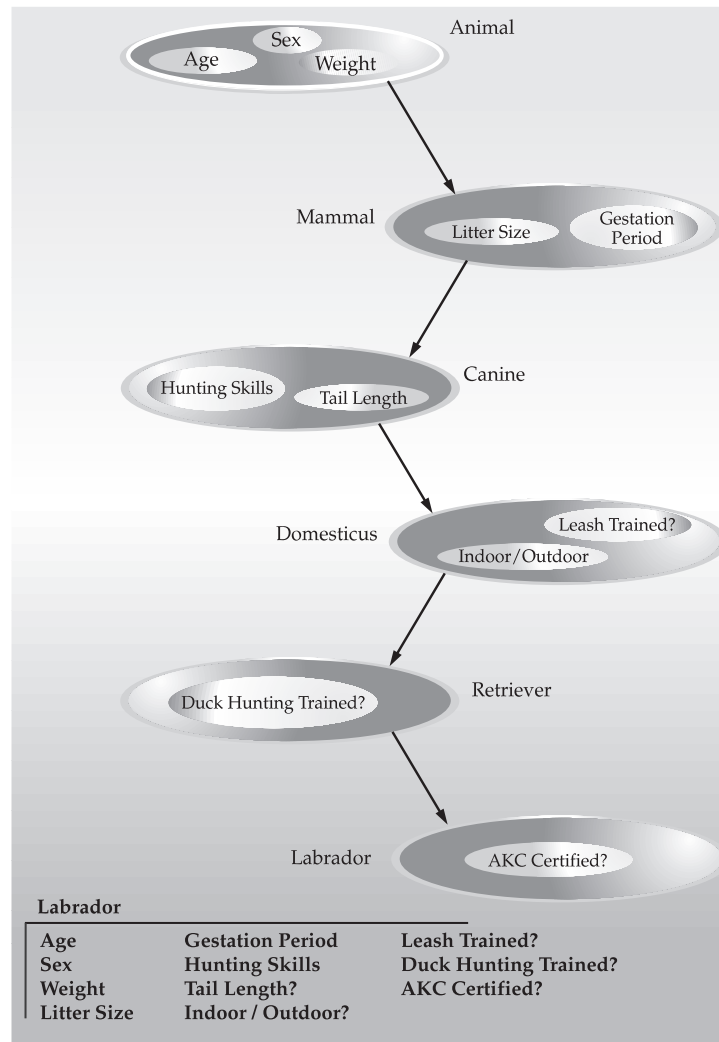 Animal
Sex
Age
Weight
Mammal
Litter Size
Gestation
Period
Hunting Skills
Tail Length
Canine
Domesticus
Leash Trained?
Indoor/Outdoor
Duck Hunting Trained?
Retriever
Labrador
AKC Certified?
Labrador
Age Gestation Period Leash Trained?
Sex Hunting Skills Duck Hunting Trained?
Weight Tail Length? AKC Certified?
Litter Size Indoor / Outdoor?